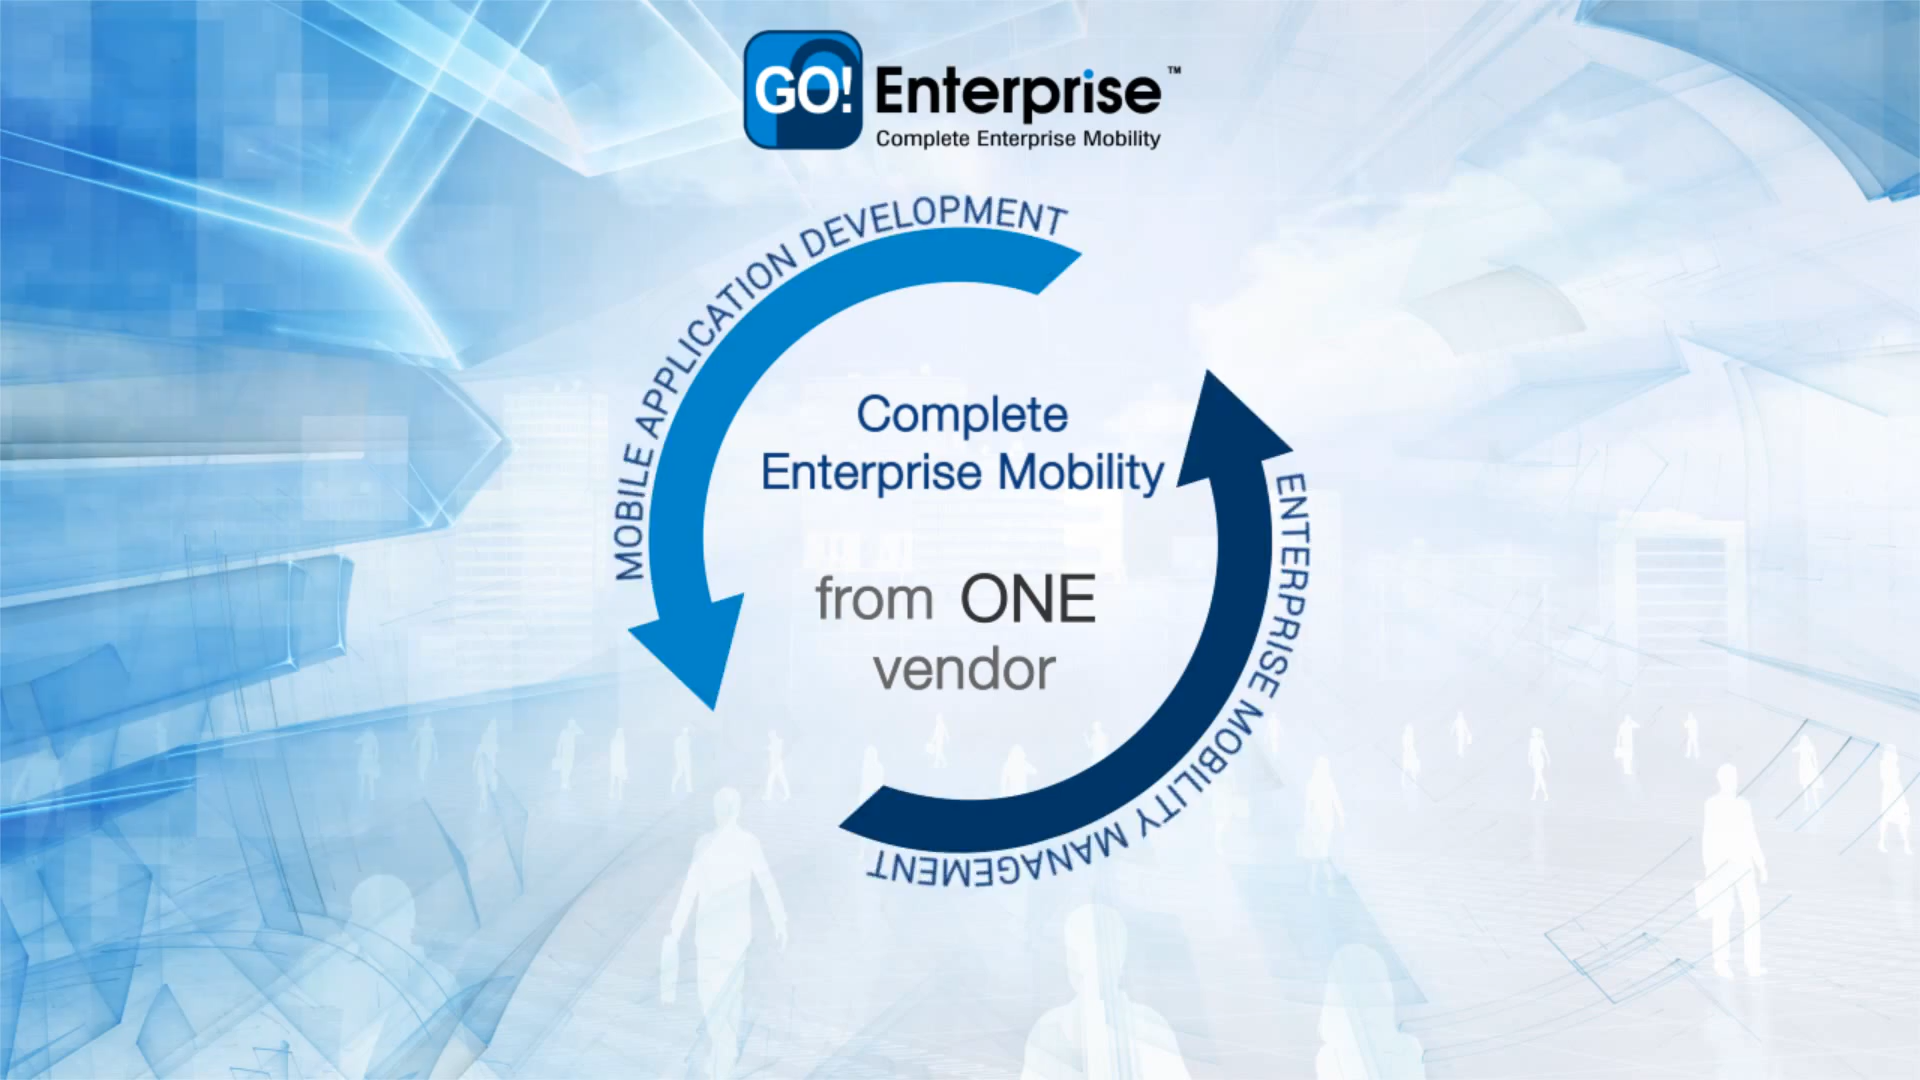 GO! Enterprise™
Complete Enterprise Mobility
MOBILE APPLICATION DEVELOPMENT
Complete
Enterprise Mobility
from ONE
vendor
ENTERPRISE MOBILITY MANAGEMENT